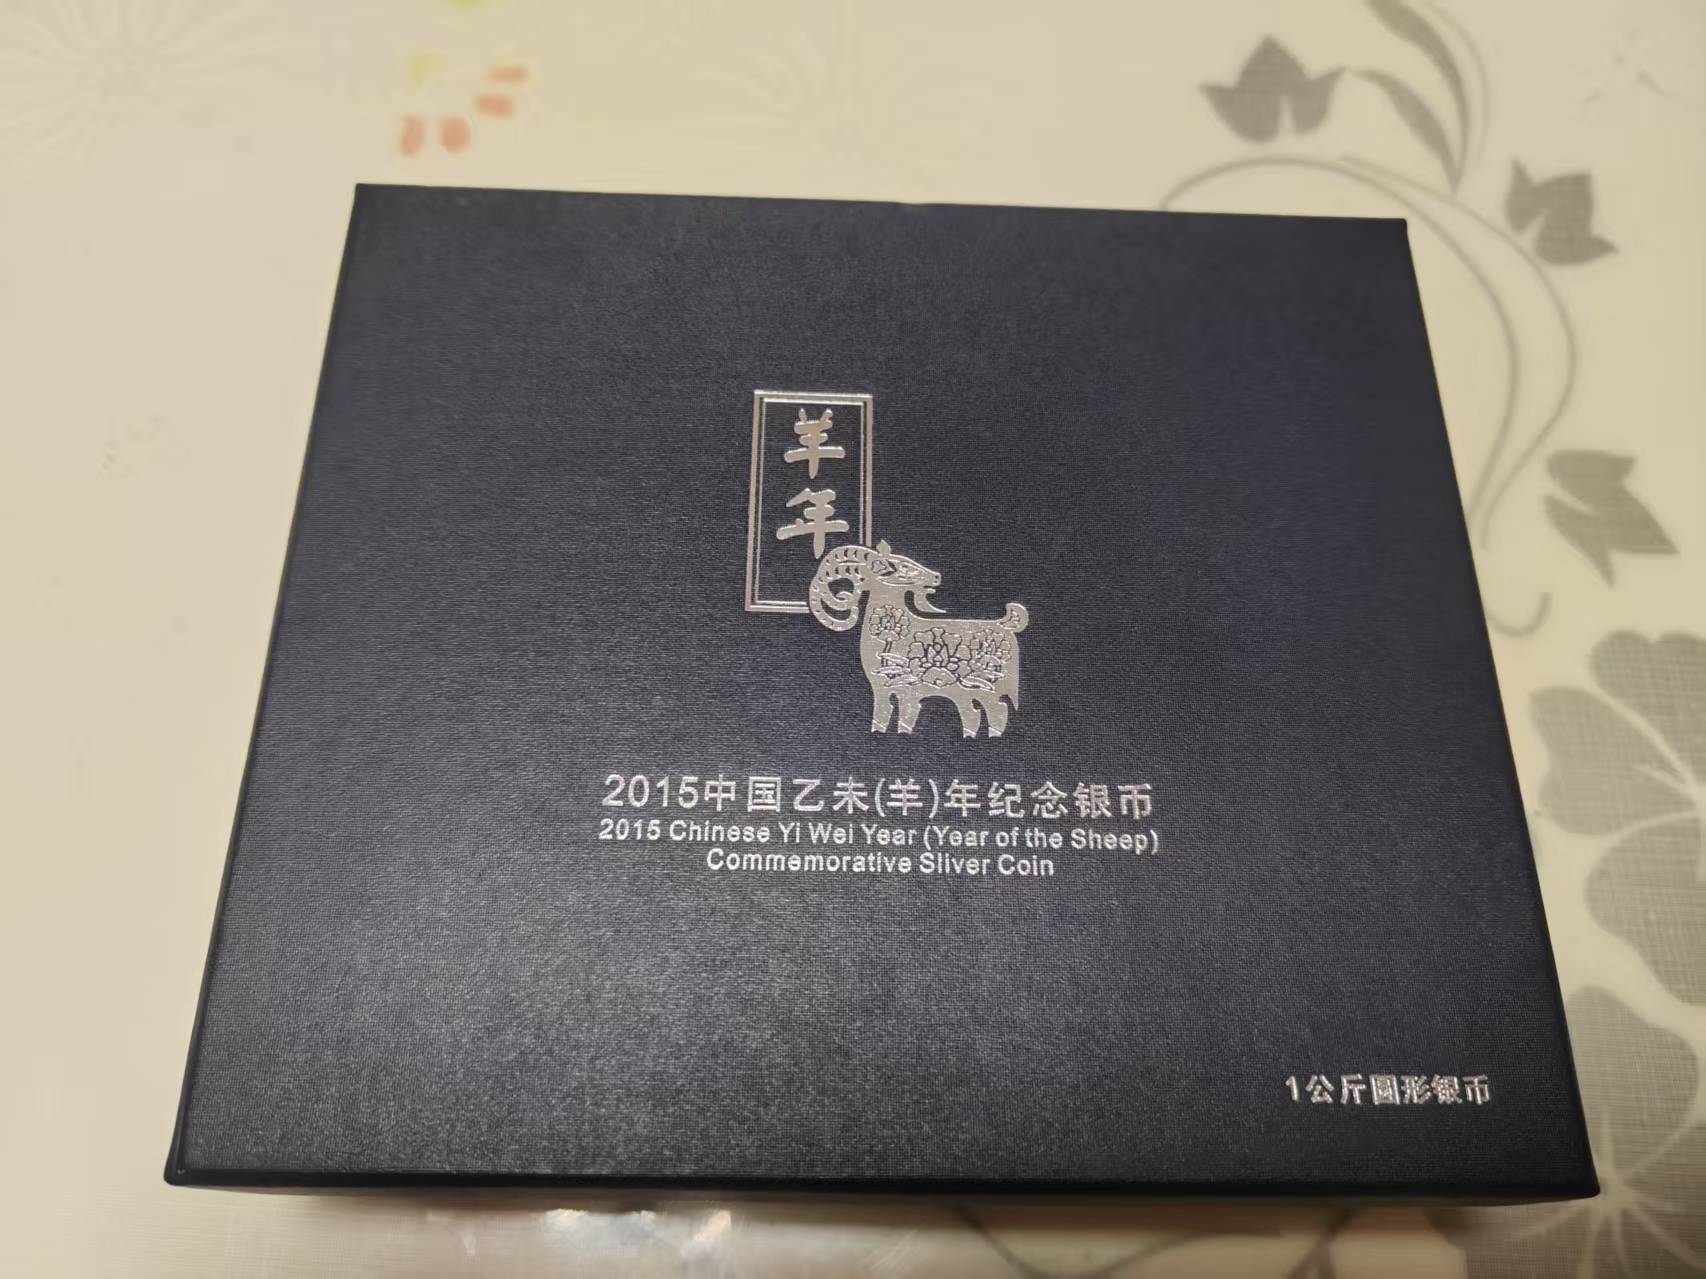 羊年
2015中国乙未(羊)年纪念银币
2015 Chinese Yi Wei Year (Year of the Sheep)
Commemorative Sliver Coin
1公斤圆形银币